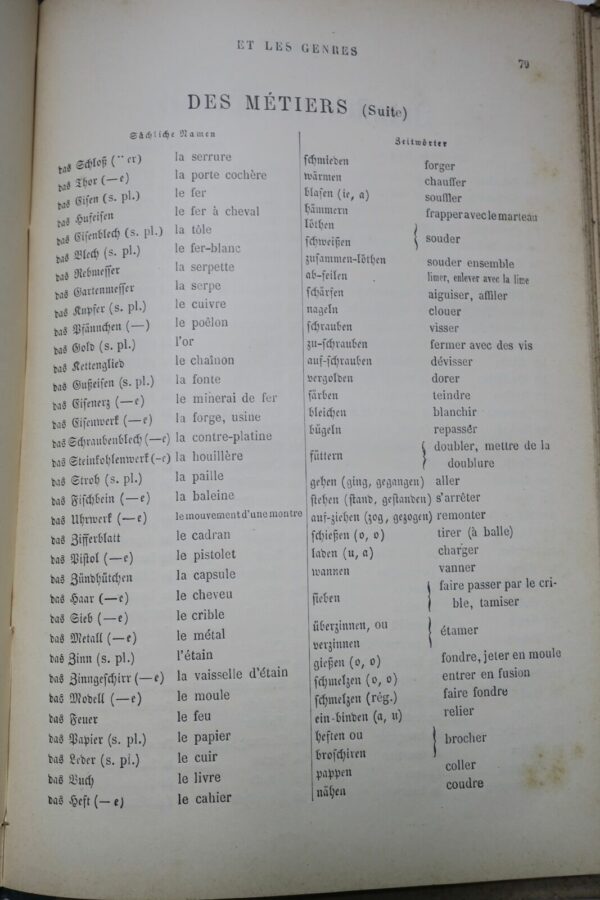 ET LES GENRES
79
DES MÉTIERS (Suite)
Sächliche Namen
das Schloß (¨er) la serrure
das Thor (—e) la porte cochère
das Eisen (s. pl.) le fer
das Hufeisen le fer à cheval
das Eisenblech (s. pl.) la tôle
das Blech (s. pl.) le fer-blanc
das Rebmesser la serpette
das Gartenmesser la serpe
das Kupfer (s. pl.) le cuivre
das Pfännchen (—) le poêlon
das Gold (s. pl.) l'or
das Kettenglied le chaînon
das Gußeisen (s. pl.) la fonte
das Eisenerz (—e) le minerai de fer
das Eisenwerk (—e) la forge, usine
das Schraubenblech (—e) la contre-platine
das Steinkohlenwerk (—e) la houillère
das Stroh (s. pl.) la paille
das Fischbein (—e) la baleine
das Uhrwerk (—e) le mouvement d'une montre
das Zifferblatt le cadran
das Pistol (—e) le pistolet
das Zündhütchen la capsule
das Haar (—e) le cheveu
das Sieb (—e) le crible
das Metall (—e) le métal
das Zinn (s. pl.) l'étain
das Zinngeschirr (—e) la vaisselle d'étain
das Modell (—e) le moule
das Feuer le feu
das Papier (s. pl.) le papier
das Leder (s. pl.) le cuir
das Buch le livre
das Heft (—e) le cahier
Zeitwörter
schmieden forger
wärmen chauffer
blasen (ie, a) souffler
hämmern frapper avec le marteau
löthen
schweißen } souder
zusammen-löthen souder ensemble
ab-feilen limer, enlever avec la lime
schärfen aiguiser, affiler
nageln clouer
schrauben visser
zu-schrauben fermer avec des vis
auf-schrauben dévisser
vergolden dorer
färben teindre
bleichen blanchir
bügeln repasser
füttern { doubler, mettre de la
doublure
gehen (ging, gegangen) aller
stehen (stand, gestanden) s'arrêter
auf-ziehen (zog, gezogen) remonter
schießen (o, o) tirer (à balle)
laden (u, a) charger
wannen vanner
sieben { faire passer par le cri-
ble, tamiser
überzinnen, ou
verzinnen } étamer
gießen (o, o) fondre, jeter en moule
schmelzen (o, o) entrer en fusion
schmelzen (rég.) faire fondre
ein-binden (a, u) relier
heften ou
broschiren } brocher
pappen coller
nähen coudre